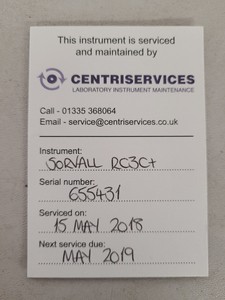 This instrument is serviced
and maintained by
CENTRISERVICES
LABORATORY INSTRUMENT MAINTENANCE
Call - 01335 368064
Email - service@centriservices.co.uk
Instrument:
SORVALL RC3C+
Serial number:
655431
Serviced on:
15 MAY 2018
Next service due:
MAY 2019